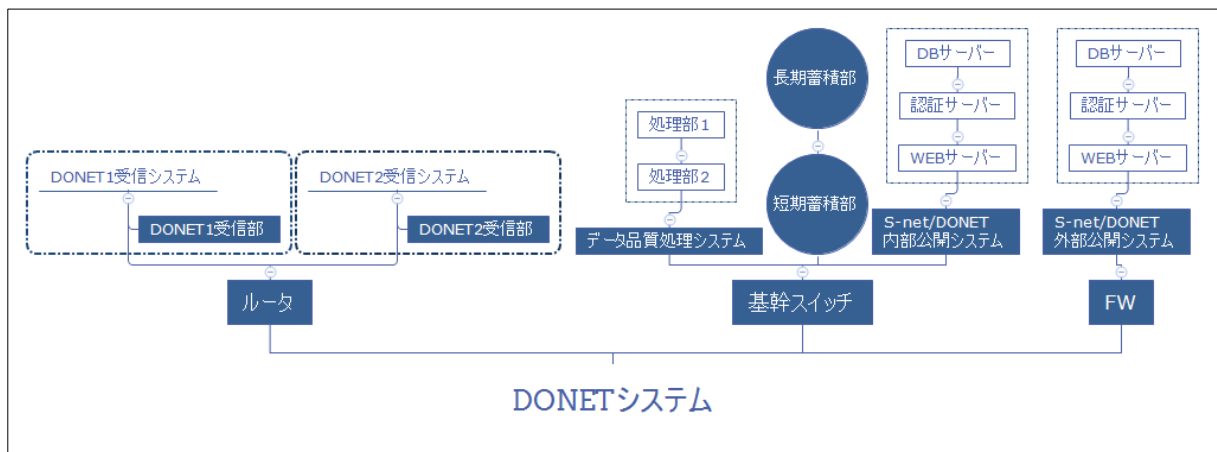 DONET1受信システム
DONET1受信部
DONET2受信システム
DONET2受信部
ルータ
処理部1
処理部2
データ品質処理システム
長期蓄積部
短期蓄積部
DBサーバー
認証サーバー
WEBサーバー
S-net/DONET
内部公開システム
基幹スイッチ
DBサーバー
認証サーバー
WEBサーバー
S-net/DONET
外部公開システム
FW
DONETシステム